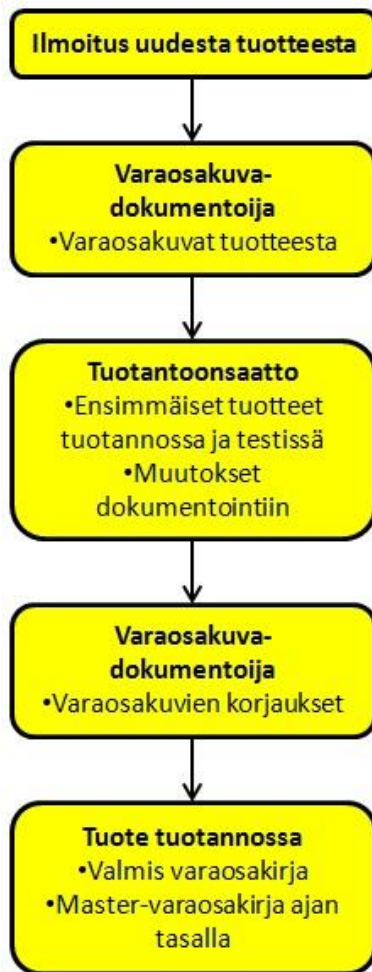 Ilmoitus uudesta tuotteesta
Varaosakuva-
dokumentoija
•Varaosakuvat tuotteesta
Tuotantoonsaatto
•Ensimmäiset tuotteet
tuotannossa ja testissä
•Muutokset
dokumentointiin
Varaosakuva-
dokumentoija
•Varaosakuvien korjaukset
Tuote tuotannossa
•Valmis varaosakirja
•Master-varaosakirja ajan
tasalla